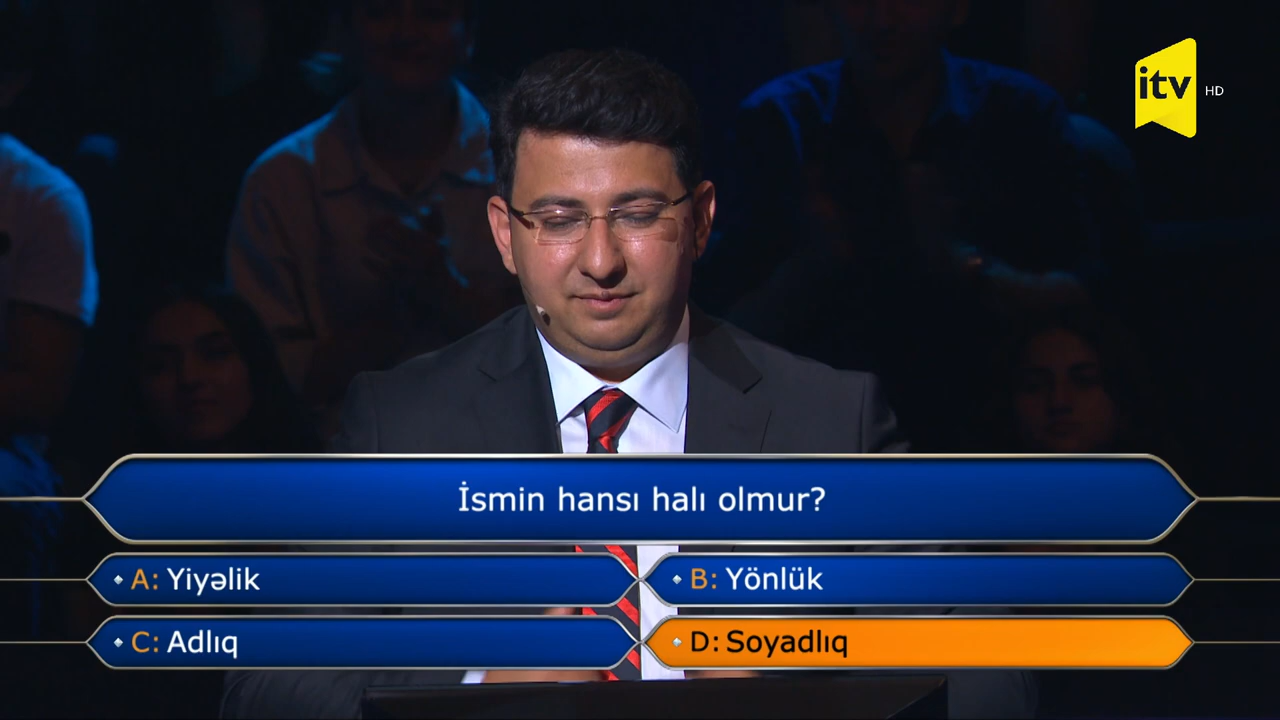 itv HD
İsmin hansı halı olmur?
A: Yiyəlik
B: Yönlük
C: Adlıq
D: Soyadlıq